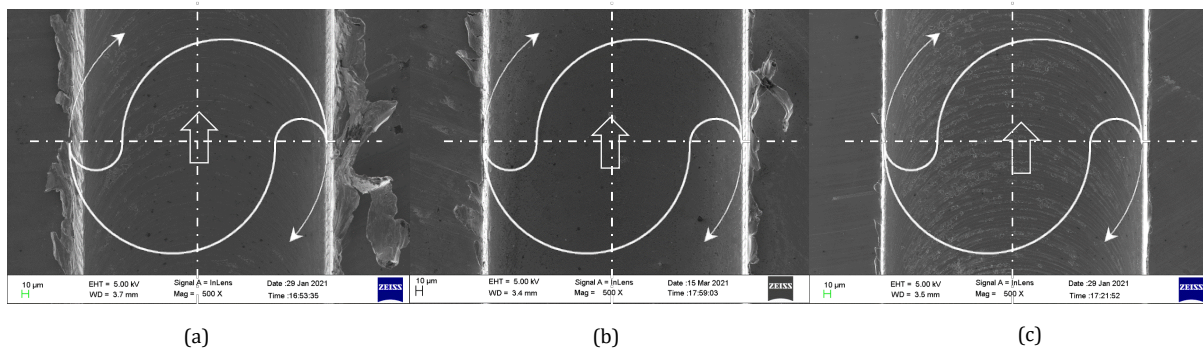 10 µm EHT = 5.00 kV Signal A = InLens Date :29 Jan 2021 ZEISS
WD = 3.7 mm Mag = 500 X Time :16:53:35
10 µm EHT = 5.00 kV Signal A = InLens Date :15 Mar 2021 ZEISS
WD = 3.4 mm Mag = 500 X Time :17:59:03
10 µm EHT = 5.00 kV Signal A = InLens Date :29 Jan 2021 ZEISS
WD = 3.5 mm Mag = 500 X Time :17:21:52
(a) (b) (c)